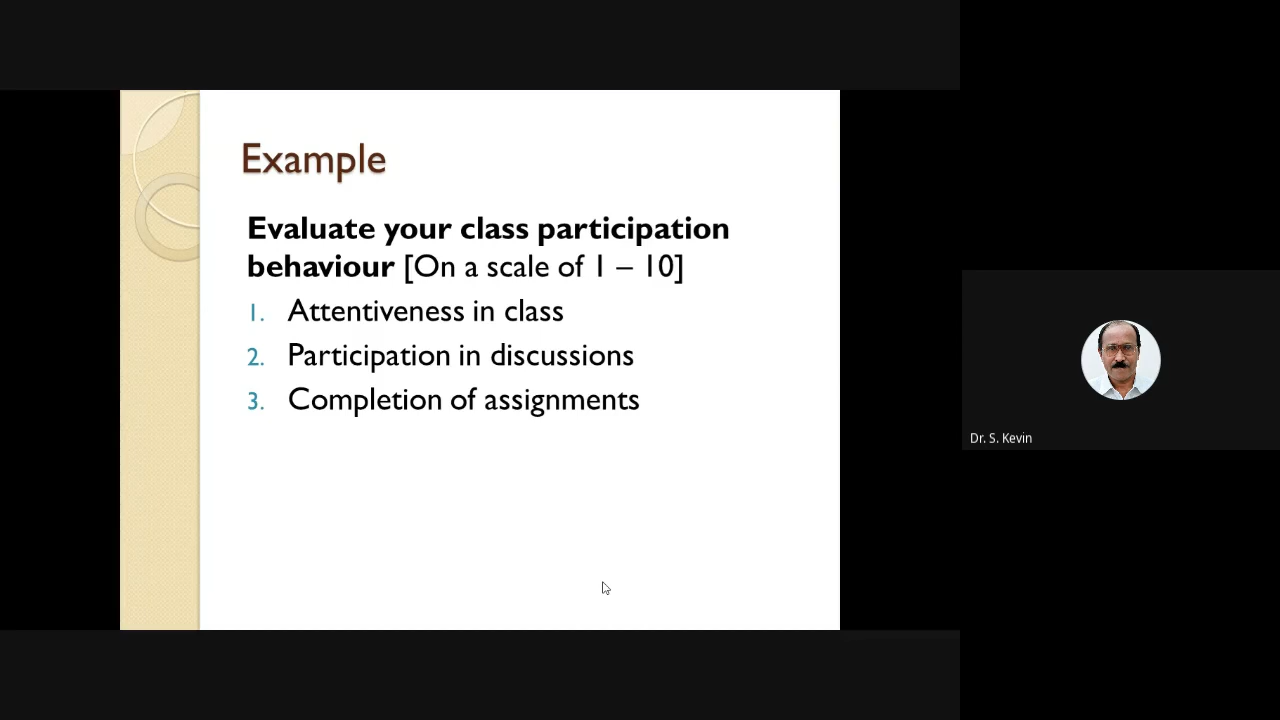 Example
Evaluate your class participation
behaviour [On a scale of 1 – 10]
1. Attentiveness in class
2. Participation in discussions
3. Completion of assignments
Dr. S. Kevin